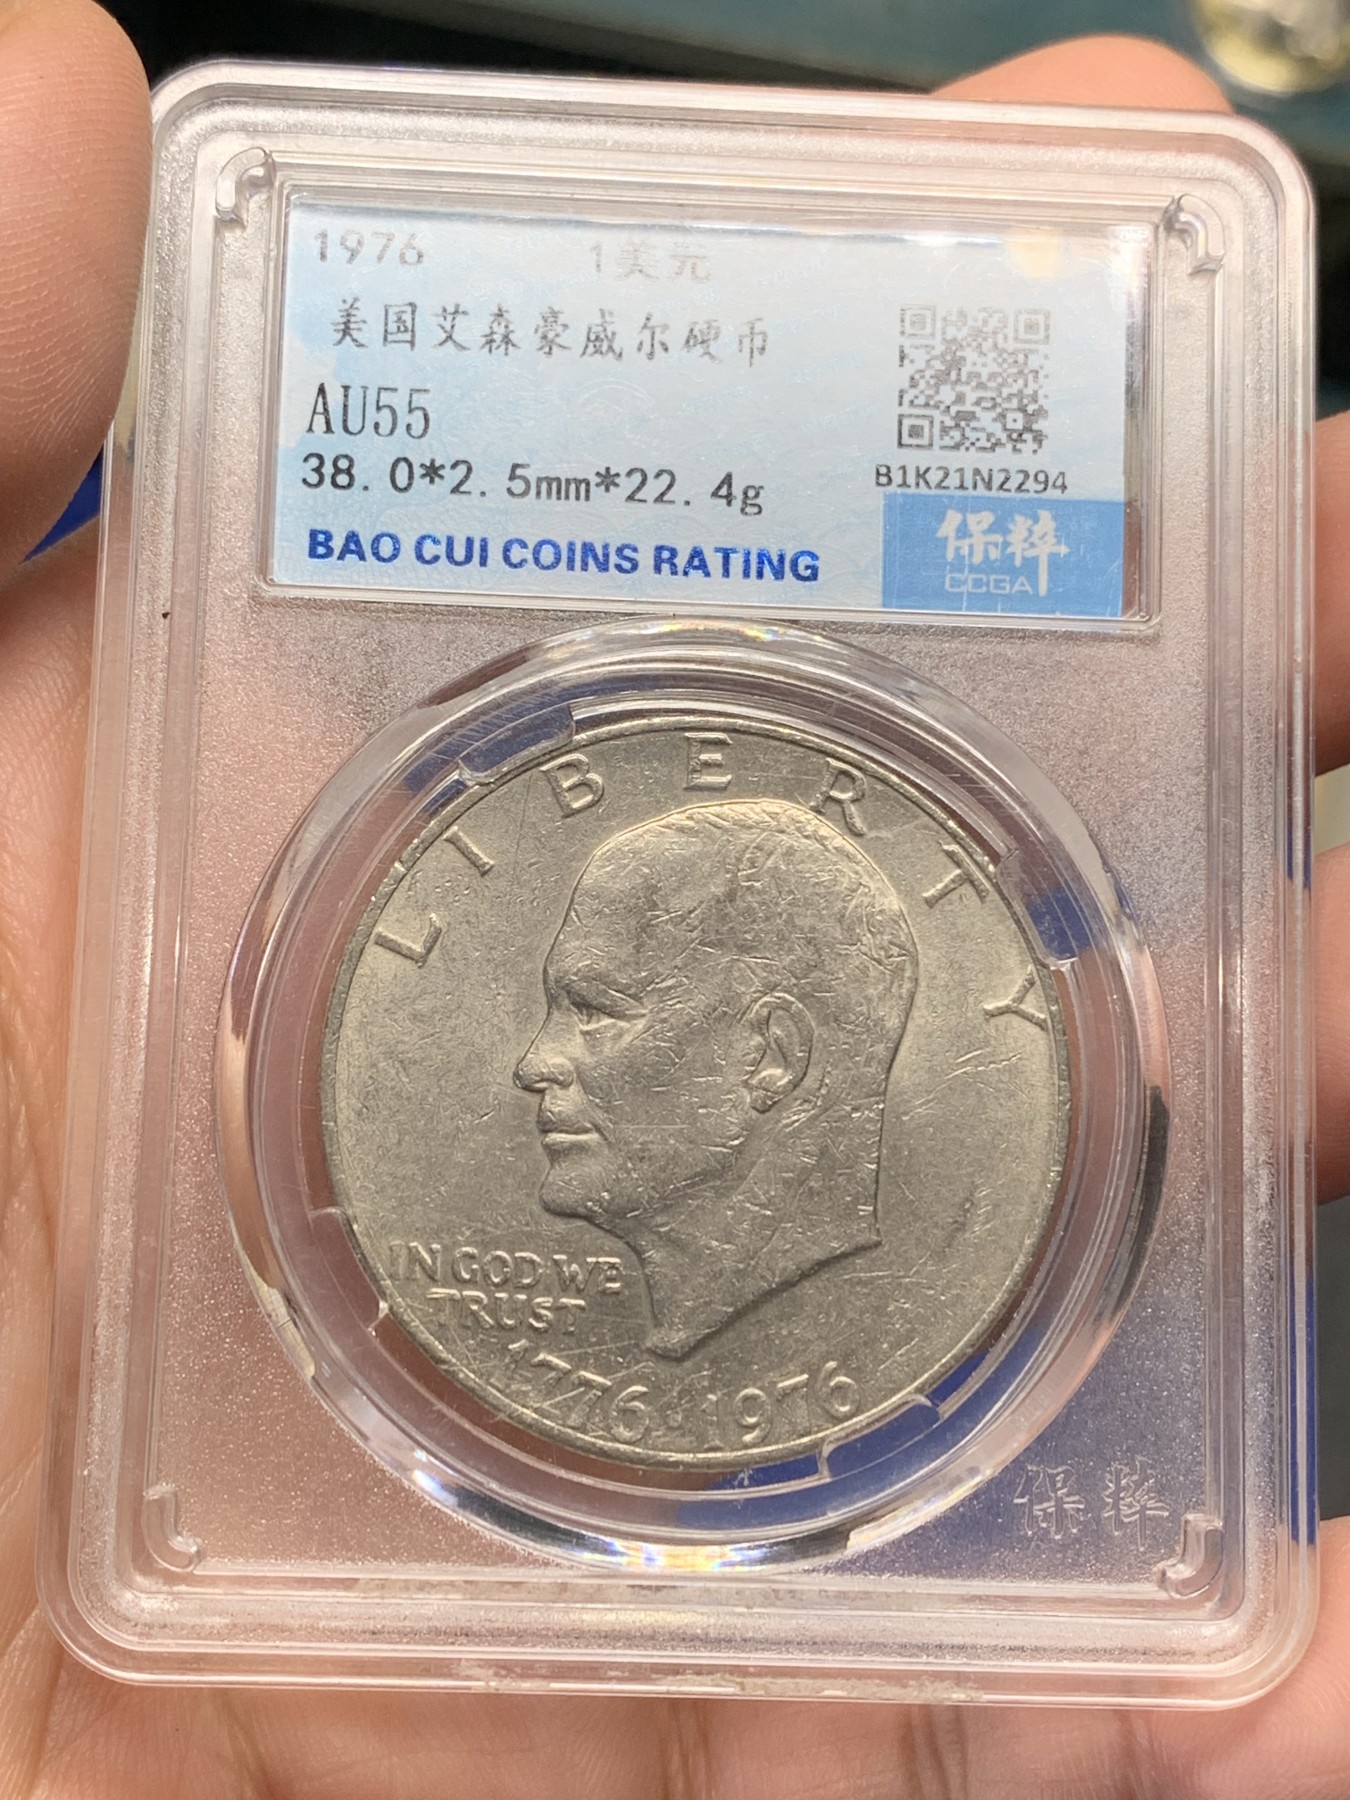 1976 1美元
美国艾森豪威尔硬币
AU55
38.0*2.5mm*22.4g
B1K21N2294
BAO CUI COINS RATING
保粹
CCGA
LIBERTY
IN GOD WE
TRUST
1776·1976
保粹